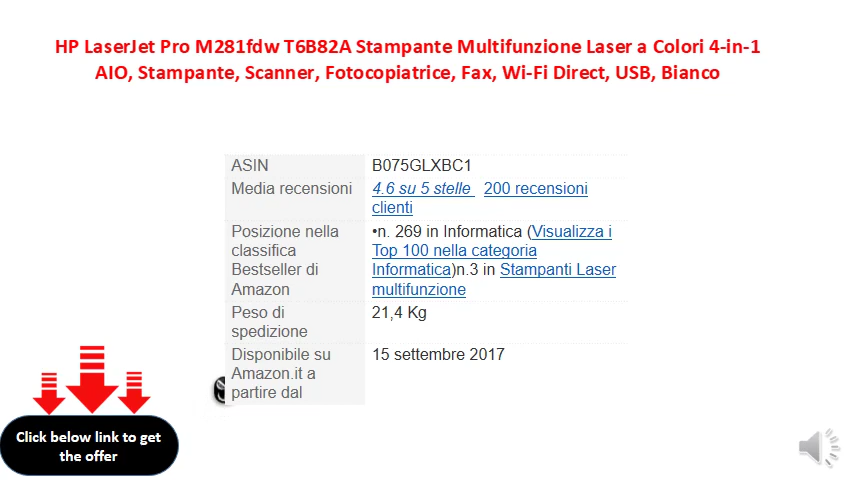 HP LaserJet Pro M281fdw T6B82A Stampante Multifunzione Laser a Colori 4-in-1
AIO, Stampante, Scanner, Fotocopiatrice, Fax, Wi-Fi Direct, USB, Bianco
ASIN B075GLXBC1
Media recensioni 4.6 su 5 stelle 200 recensioni
clienti
Posizione nella •n. 269 in Informatica (Visualizza i
classifica Top 100 nella categoria
Bestseller di Informatica)n.3 in Stampanti Laser
Amazon multifunzione
Peso di 21,4 Kg
spedizione
Disponibile su 15 settembre 2017
Amazon.it a
partire dal
Click below link to get
the offer